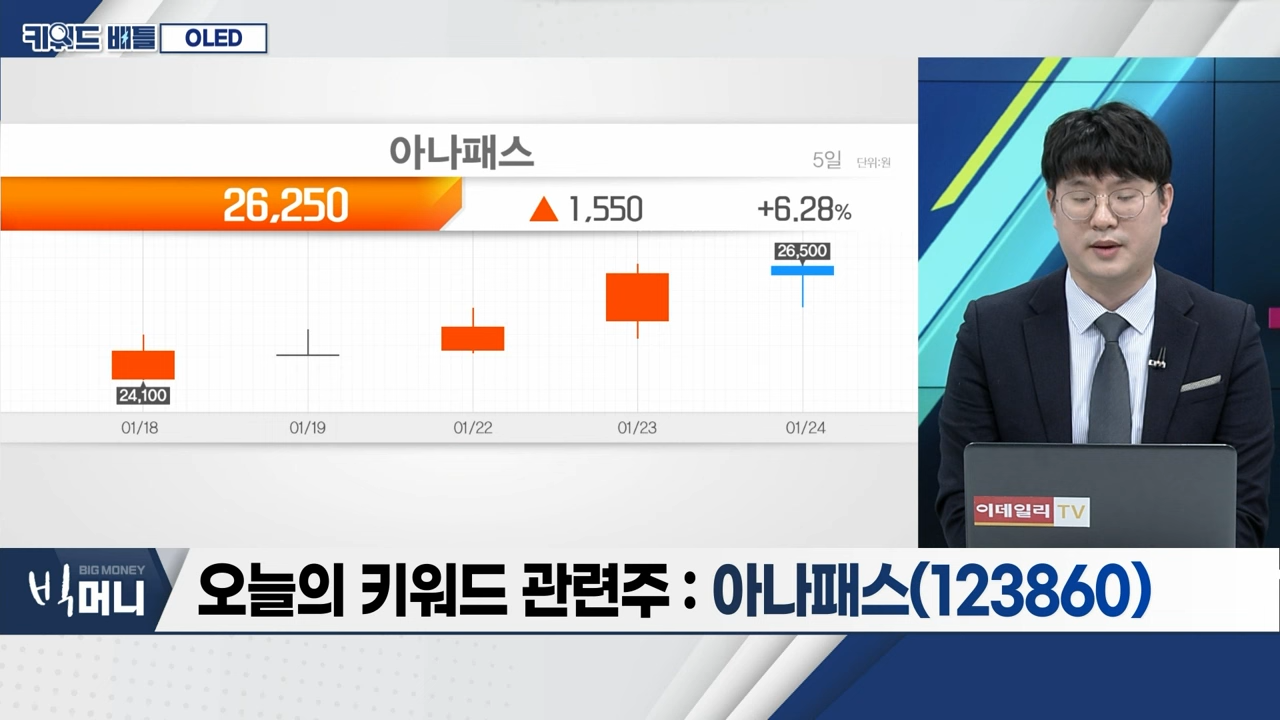 키워드 배틀 OLED
아나패스
5일 단위:원
26,250 ▲ 1,550 +6.28%
26,500
24,100
01/18 01/19 01/22 01/23 01/24
이데일리 TV
BIG MONEY
빅머니
오늘의 키워드 관련주 : 아나패스(123860)